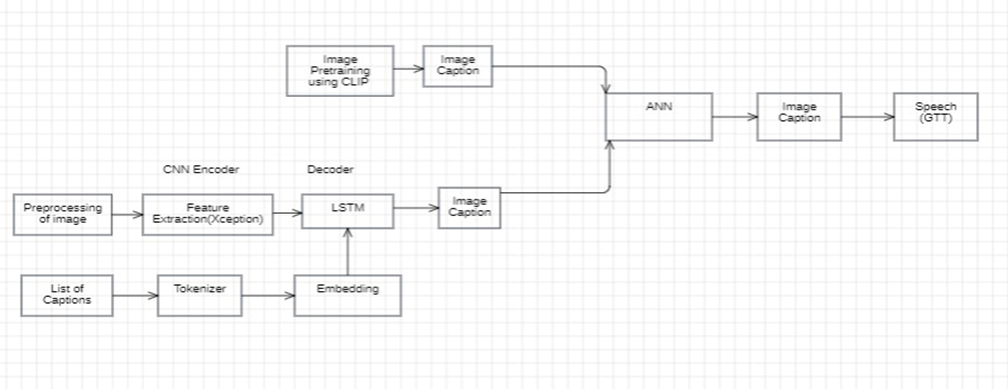 Image
Pretraining
using CLIP
Image
Caption
ANN
Image
Caption
Speech
(GTT)
CNN Encoder
Decoder
Preprocessing
of image
Feature
Extraction(Xception)
LSTM
Image
Caption
List of
Captions
Tokenizer
Embedding